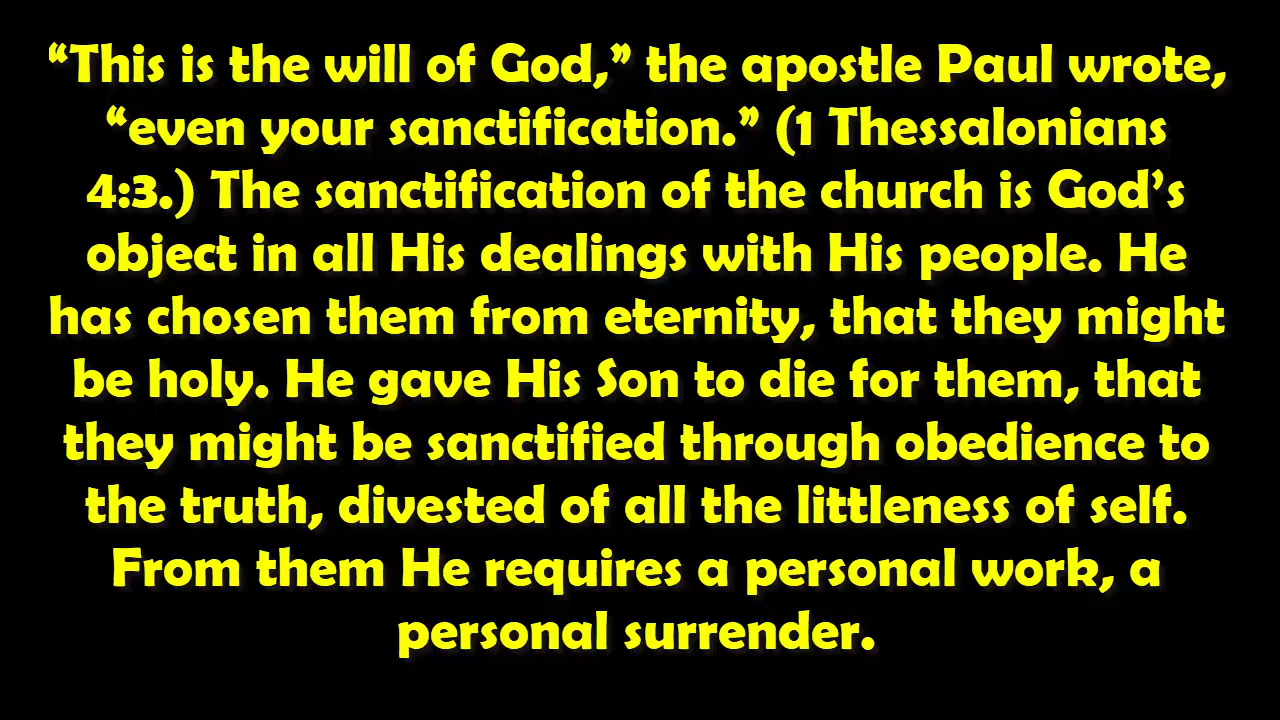 “This is the will of God,” the apostle Paul wrote,
“even your sanctification.” (1 Thessalonians
4:3.) The sanctification of the church is God’s
object in all His dealings with His people. He
has chosen them from eternity, that they might
be holy. He gave His Son to die for them, that
they might be sanctified through obedience to
the truth, divested of all the littleness of self.
From them He requires a personal work, a
personal surrender.